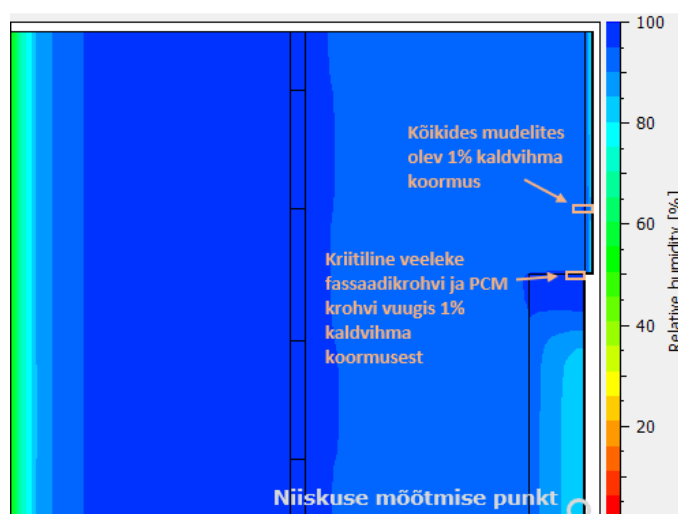 Kõikides mudelites
olev 1% kaldvihma
koormus
Kriitiline veeleke
fassaadikrohvi ja PCM
krohvi vuugis 1%
kaldvihma
koormusest
Niiskuse mõõtmise punkt
100
80
60
40
20
Relative humidity [%]